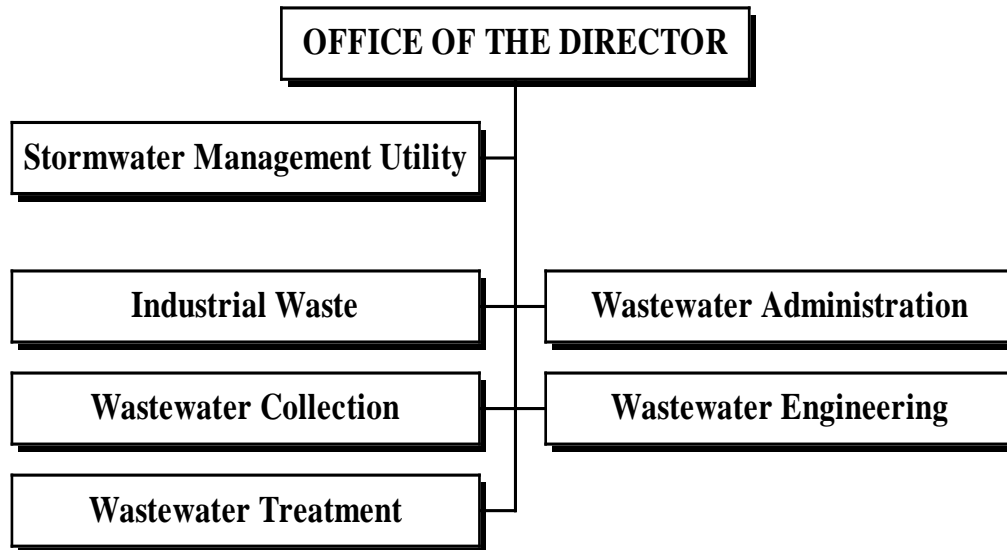 OFFICE OF THE DIRECTOR
Stormwater Management Utility
Industrial Waste
Wastewater Administration
Wastewater Collection
Wastewater Engineering
Wastewater Treatment